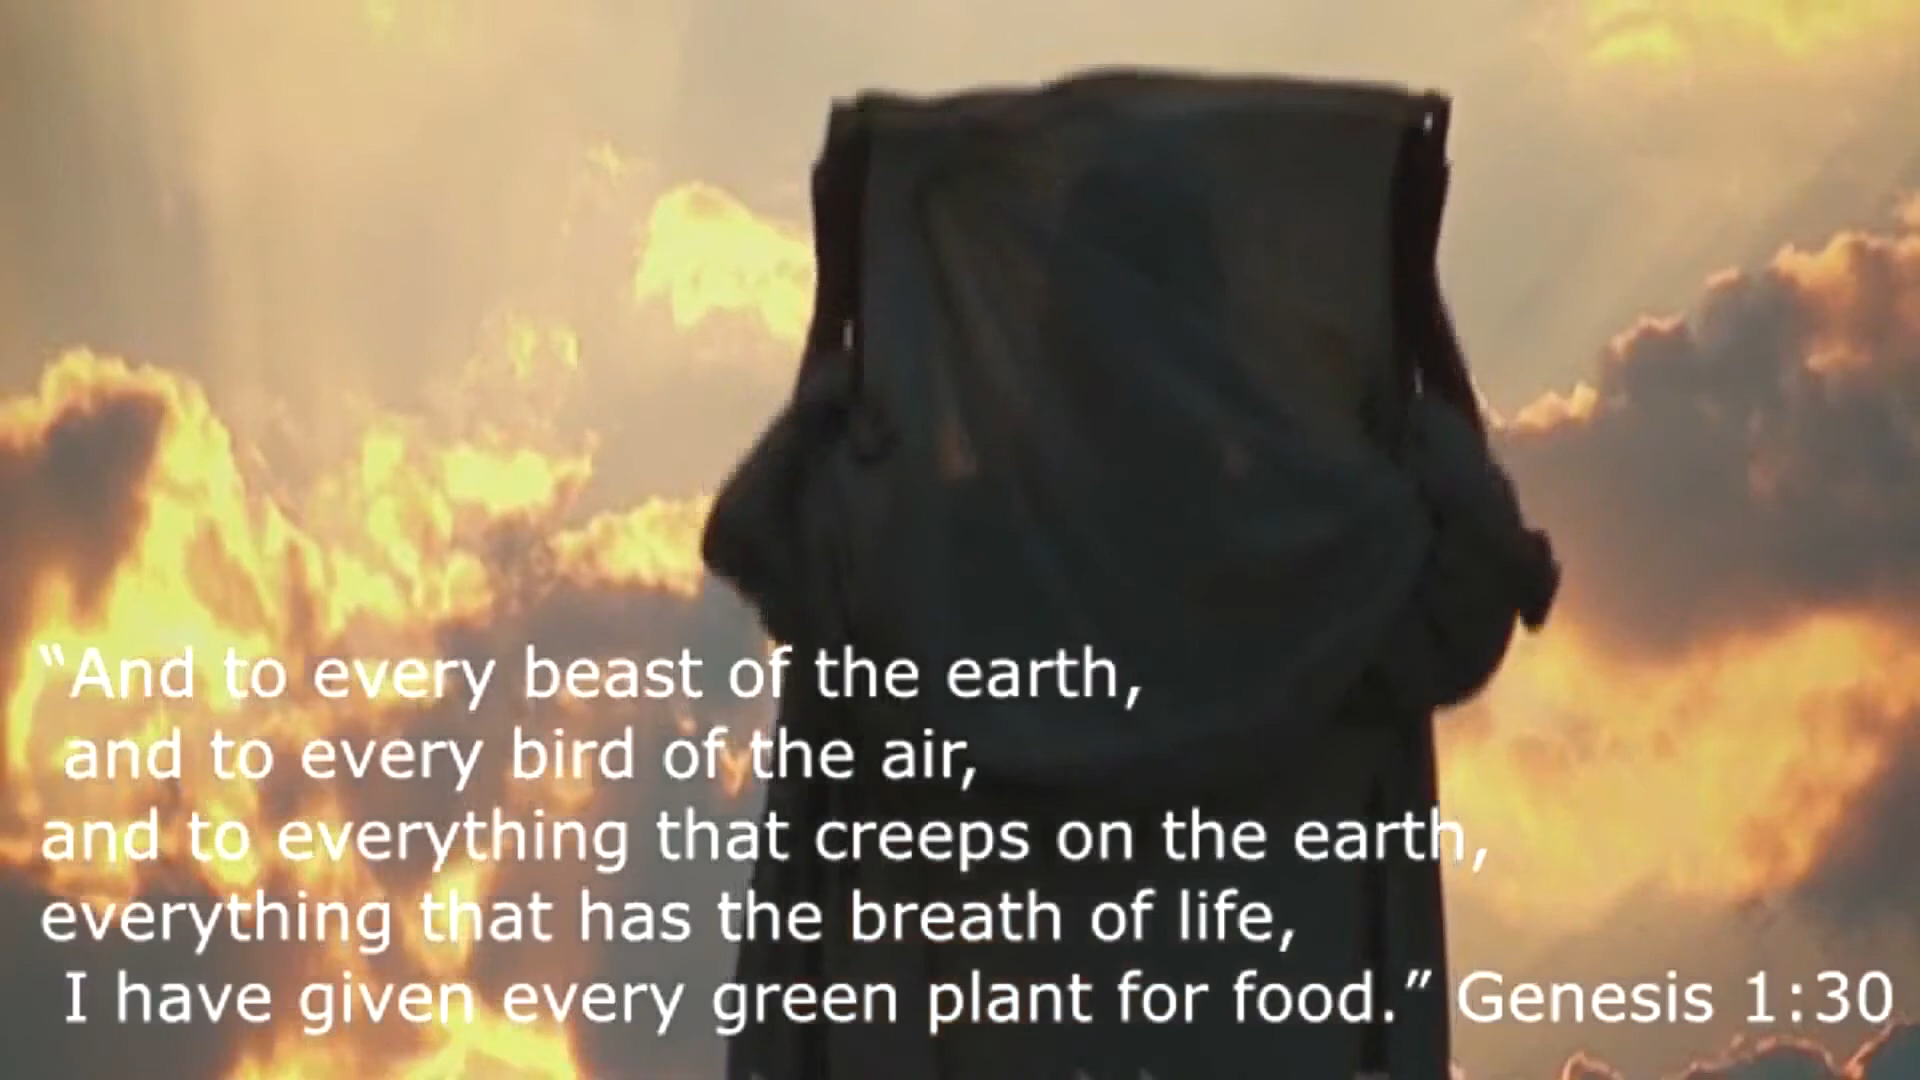 “And to every beast of the earth,
and to every bird of the air,
and to everything that creeps on the earth,
everything that has the breath of life,
I have given every green plant for food.” Genesis 1:30